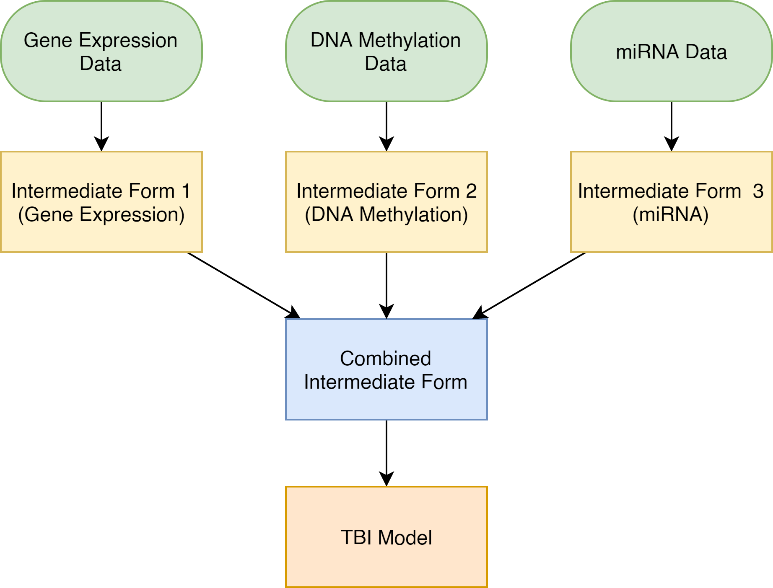 Gene Expression
Data
DNA Methylation
Data
miRNA Data
Intermediate Form 1
(Gene Expression)
Intermediate Form 2
(DNA Methylation)
Intermediate Form  3
(miRNA)
Combined
Intermediate Form
TBI Model